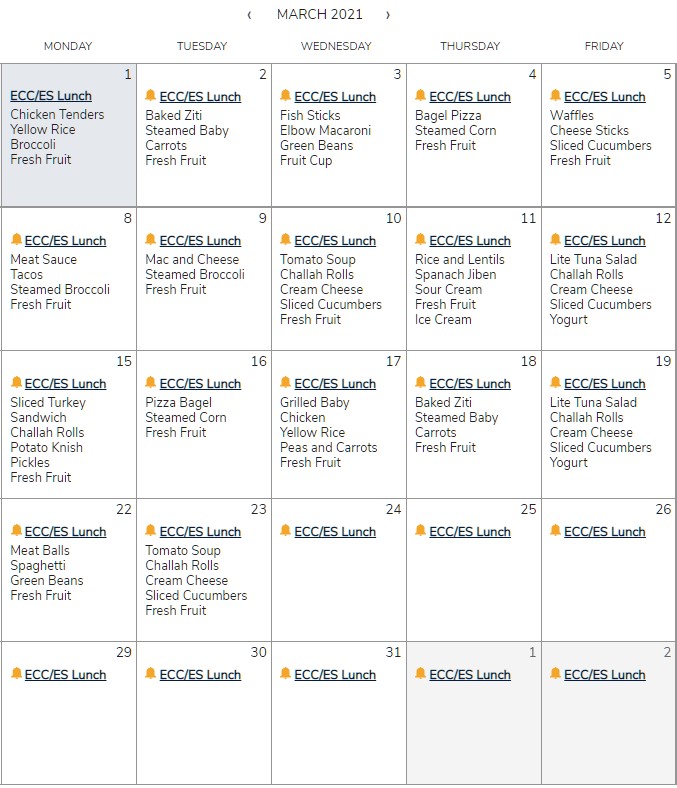 ‹ MARCH 2021 ›
MONDAY TUESDAY WEDNESDAY THURSDAY FRIDAY
1
ECC/ES Lunch
Chicken Tenders
Yellow Rice
Broccoli
Fresh Fruit
2
ECC/ES Lunch
Baked Ziti
Steamed Baby
Carrots
Fresh Fruit
3
ECC/ES Lunch
Fish Sticks
Elbow Macaroni
Green Beans
Fruit Cup
4
ECC/ES Lunch
Bagel Pizza
Steamed Corn
Fresh Fruit
5
ECC/ES Lunch
Waffles
Cheese Sticks
Sliced Cucumbers
Fresh Fruit
8
ECC/ES Lunch
Meat Sauce
Tacos
Steamed Broccoli
Fresh Fruit
9
ECC/ES Lunch
Mac and Cheese
Steamed Broccoli
Fresh Fruit
10
ECC/ES Lunch
Tomato Soup
Challah Rolls
Cream Cheese
Sliced Cucumbers
Fresh Fruit
11
ECC/ES Lunch
Rice and Lentils
Spanach Jiben
Sour Cream
Fresh Fruit
Ice Cream
12
ECC/ES Lunch
Lite Tuna Salad
Challah Rolls
Cream Cheese
Sliced Cucumbers
Yogurt
15
ECC/ES Lunch
Sliced Turkey
Sandwich
Challah Rolls
Potato Knish
Pickles
Fresh Fruit
16
ECC/ES Lunch
Pizza Bagel
Steamed Corn
Fresh Fruit
17
ECC/ES Lunch
Grilled Baby
Chicken
Yellow Rice
Peas and Carrots
Fresh Fruit
18
ECC/ES Lunch
Baked Ziti
Steamed Baby
Carrots
Fresh Fruit
19
ECC/ES Lunch
Lite Tuna Salad
Challah Rolls
Cream Cheese
Sliced Cucumbers
Yogurt
22
ECC/ES Lunch
Meat Balls
Spaghetti
Green Beans
Fresh Fruit
23
ECC/ES Lunch
Tomato Soup
Challah Rolls
Cream Cheese
Sliced Cucumbers
Fresh Fruit
24
ECC/ES Lunch
25
ECC/ES Lunch
26
ECC/ES Lunch
29
ECC/ES Lunch
30
ECC/ES Lunch
31
ECC/ES Lunch
1
ECC/ES Lunch
2
ECC/ES Lunch